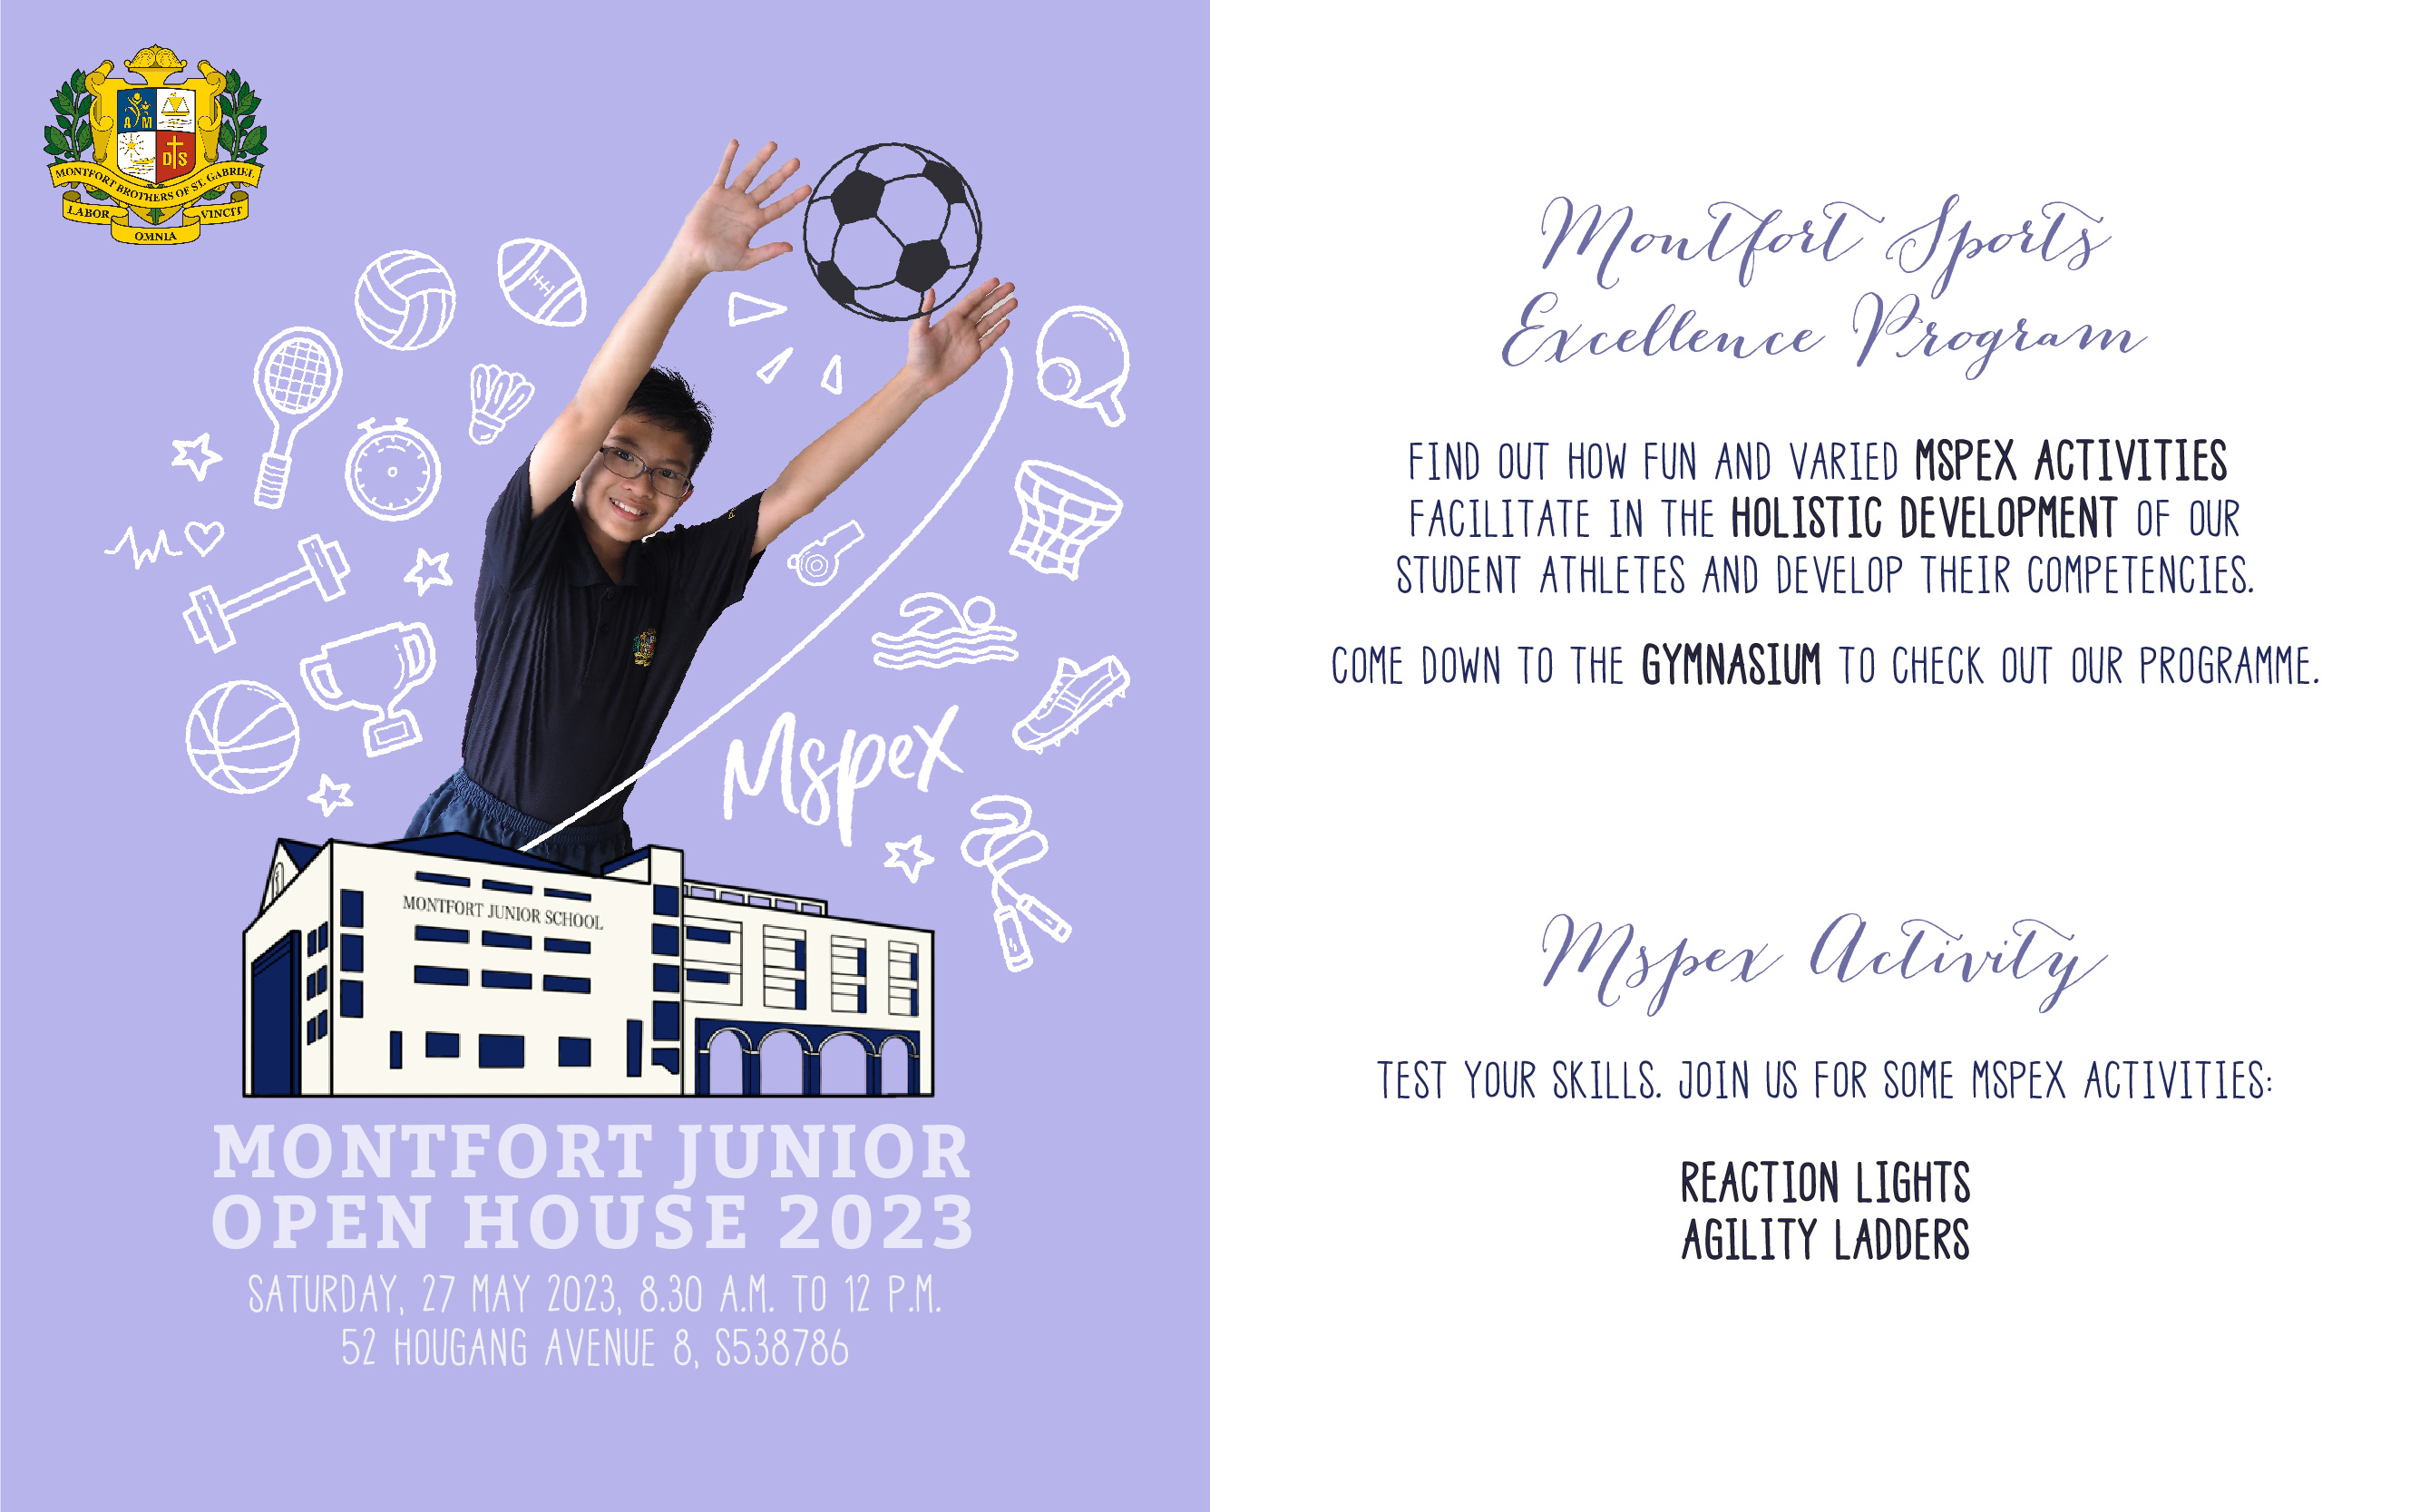 A M
D S
MONTFORT BROTHERS OF ST. GABRIEL
LABOR OMNIA VINCIT
Mspex
MONTFORT JUNIOR SCHOOL
MONTFORT JUNIOR
OPEN HOUSE 2023
SATURDAY, 27 MAY 2023, 8.30 A.M. TO 12 P.M.
52 HOUGANG AVENUE 8, S538786
Montfort Sports
Excellence Program
FIND OUT HOW FUN AND VARIED MSPEX ACTIVITIES
FACILITATE IN THE HOLISTIC DEVELOPMENT OF OUR
STUDENT ATHLETES AND DEVELOP THEIR COMPETENCIES.
COME DOWN TO THE GYMNASIUM TO CHECK OUT OUR PROGRAMME.
Mspex Activity
TEST YOUR SKILLS. JOIN US FOR SOME MSPEX ACTIVITIES:
REACTION LIGHTS
AGILITY LADDERS